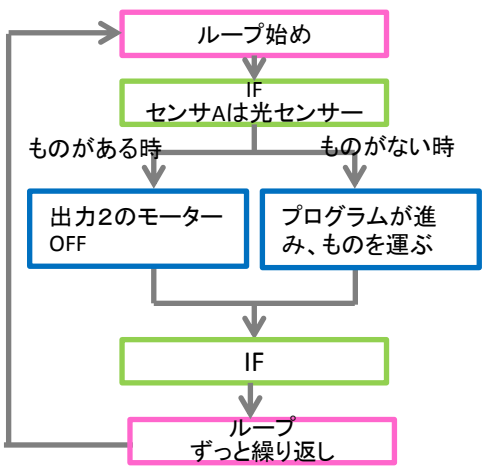 ループ始め
IF
センサAは光センサー
ものがある時
ものがない時
出力2のモーター
OFF
プログラムが進
み、ものを運ぶ
IF
ループ
ずっと繰り返し